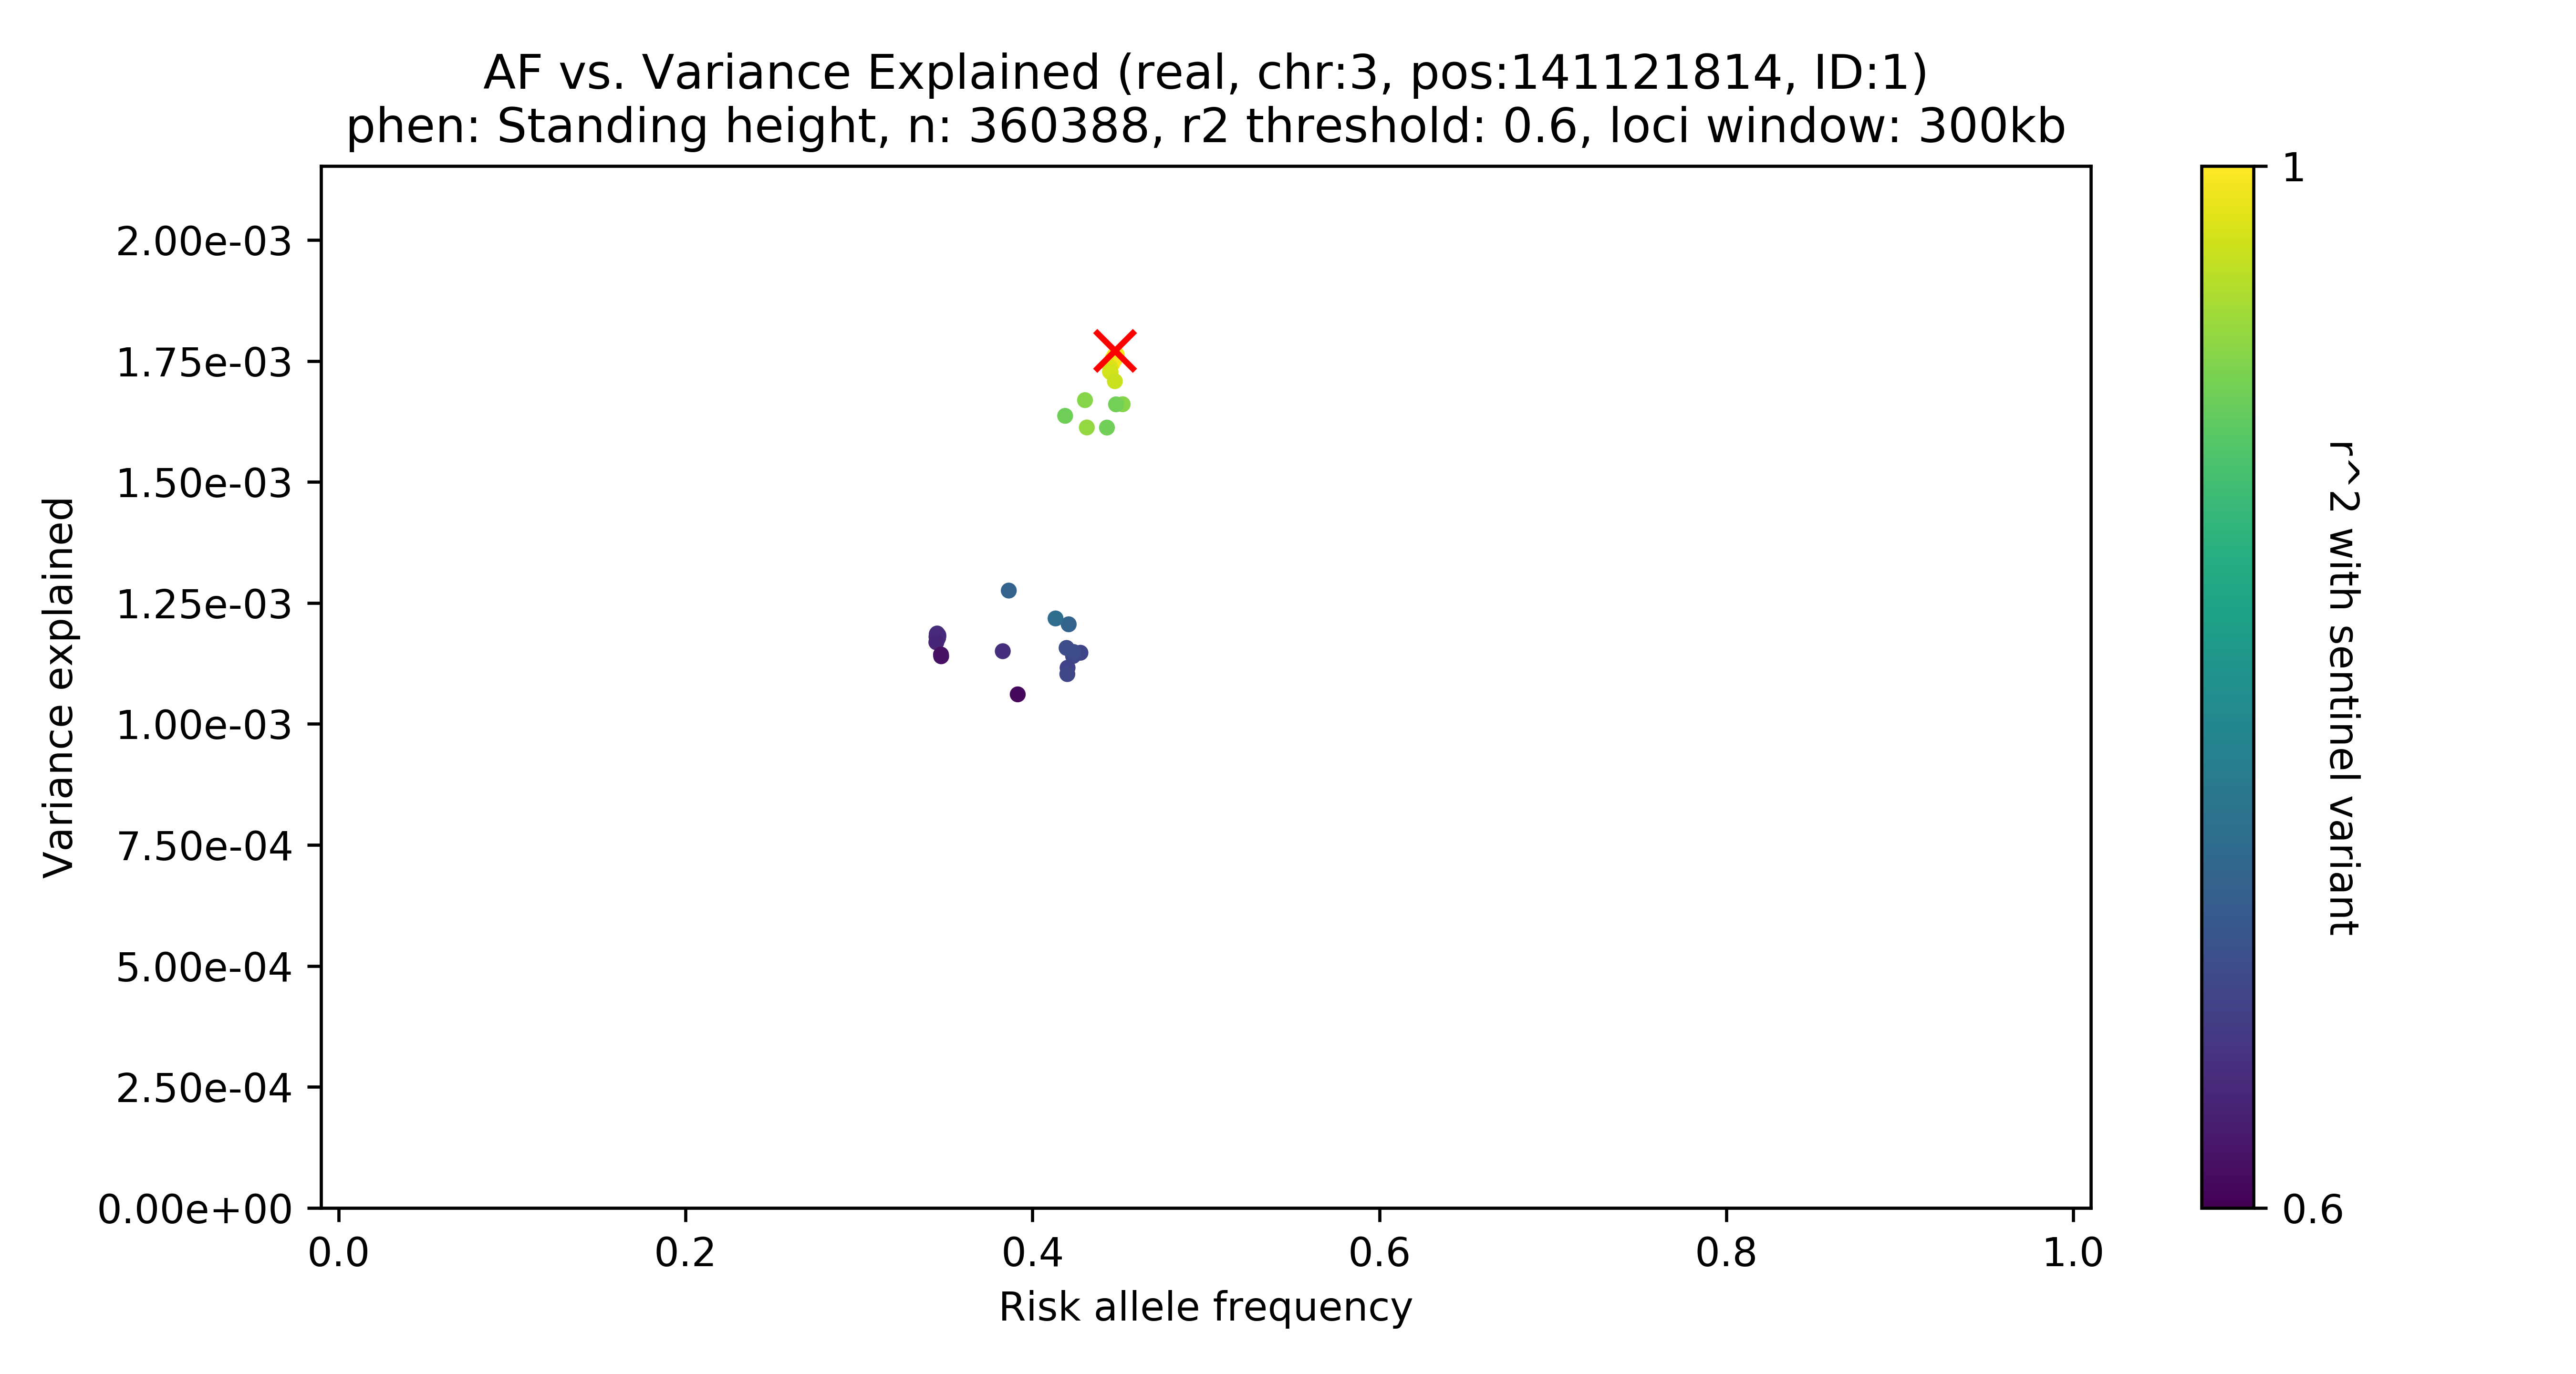 AF vs. Variance Explained (real, chr:3, pos:141121814, ID:1)
phen: Standing height, n: 360388, r2 threshold: 0.6, loci window: 300kb
2.00e-03
1.75e-03
1.50e-03
1.25e-03
1.00e-03
7.50e-04
5.00e-04
2.50e-04
0.00e+00
Variance explained
0.0
0.2
0.4
0.6
0.8
1.0
Risk allele frequency
1
0.6
r^2 with sentinel variant